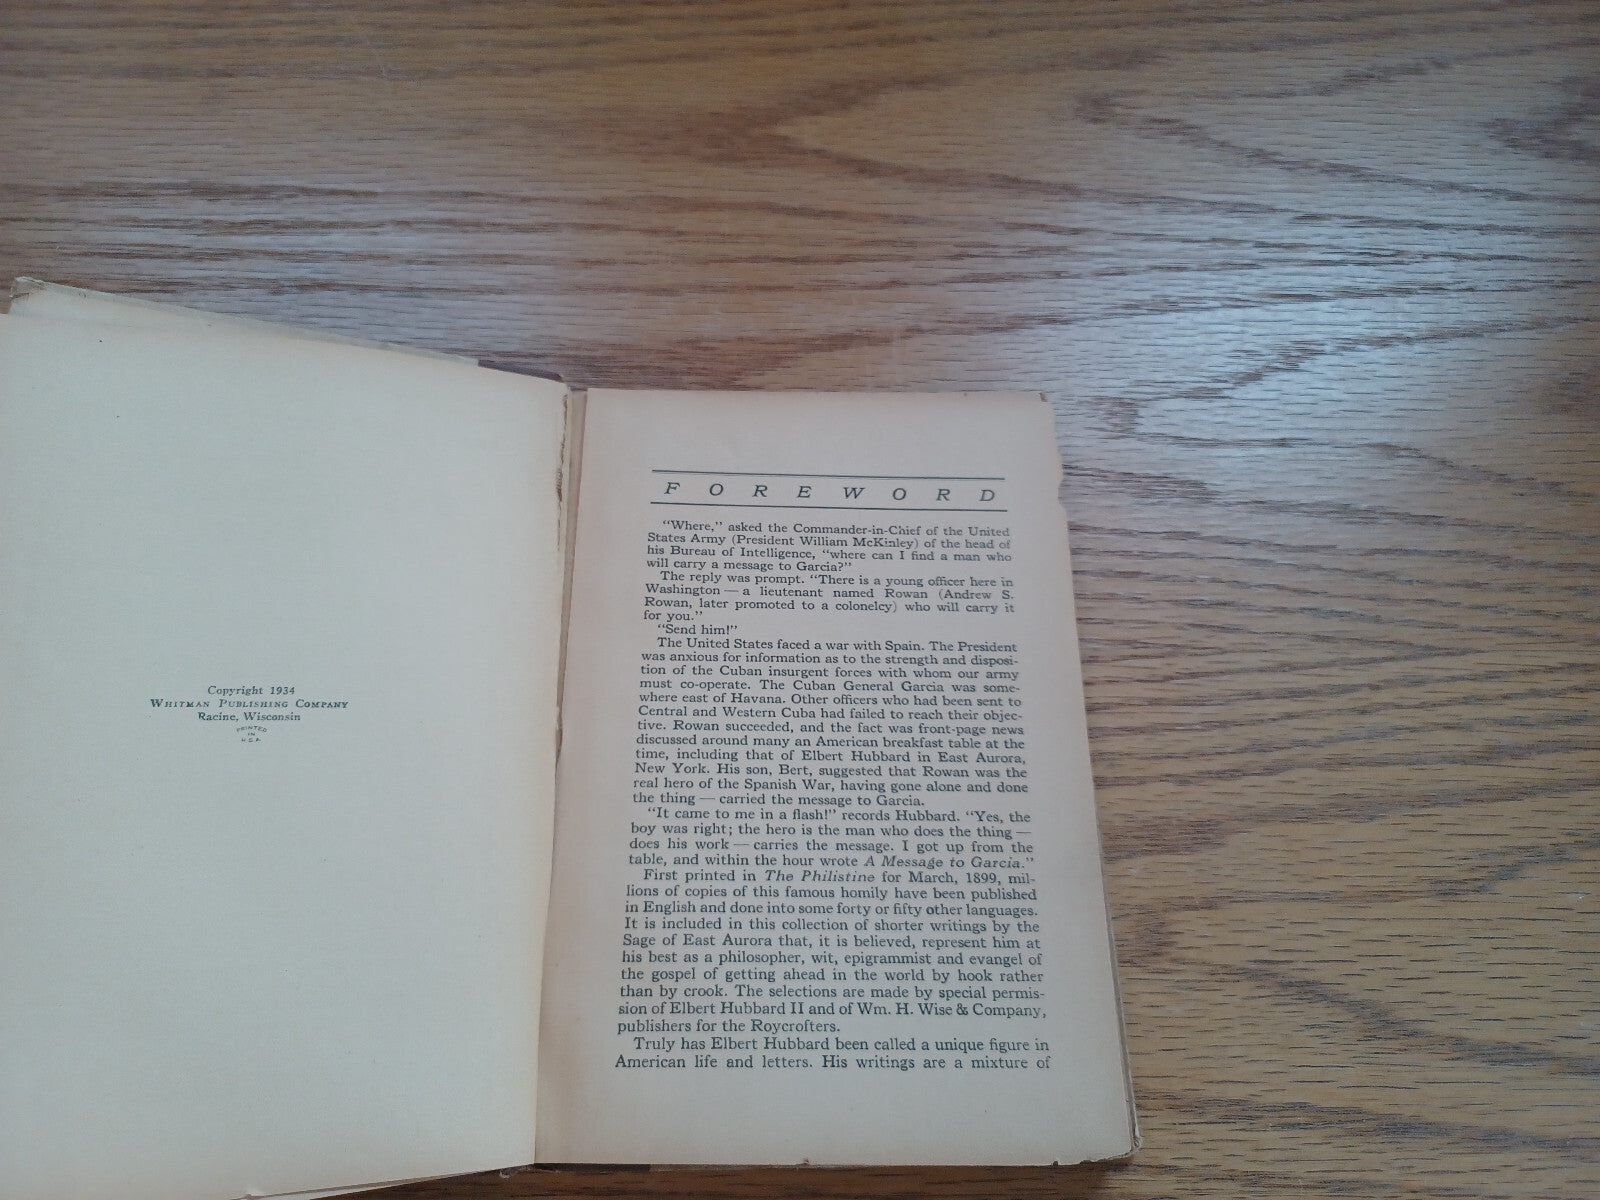 Copyright 1934
WHITMAN PUBLISHING COMPANY
Racine, Wisconsin
PRINTED
IN
U.S.A.
FOREWORD
“Where,” asked the Commander-in-Chief of the United
States Army (President William McKinley) of the head of
his Bureau of Intelligence, “where can I find a man who
will carry a message to Garcia?”
The reply was prompt. “There is a young officer here in
Washington — a lieutenant named Rowan (Andrew S.
Rowan, later promoted to a colonelcy) who will carry it
for you.”
“Send him!”
The United States faced a war with Spain. The President
was anxious for information as to the strength and disposi-
tion of the Cuban insurgent forces with whom our army
must co-operate. The Cuban General Garcia was some-
where east of Havana. Other officers who had been sent to
Central and Western Cuba had failed to reach their objec-
tive. Rowan succeeded, and the fact was front-page news
discussed around many an American breakfast table at the
time, including that of Elbert Hubbard in East Aurora,
New York. His son, Bert, suggested that Rowan was the
real hero of the Spanish War, having gone alone and done
the thing — carried the message to Garcia.
“It came to me in a flash!” records Hubbard. “Yes, the
boy was right; the hero is the man who does the thing —
does his work — carries the message. I got up from the
table, and within the hour wrote A Message to Garcia.”
First printed in The Philistine for March, 1899, mil-
lions of copies of this famous homily have been published
in English and done into some forty or fifty other languages.
It is included in this collection of shorter writings by the
Sage of East Aurora that, it is believed, represent him at
his best as a philosopher, wit, epigrammist and evangel of
the gospel of getting ahead in the world by hook rather
than by crook. The selections are made by special permis-
sion of Elbert Hubbard II and of Wm. H. Wise & Company,
publishers for the Roycrofters.
Truly has Elbert Hubbard been called a unique figure in
American life and letters. His writings are a mixture of